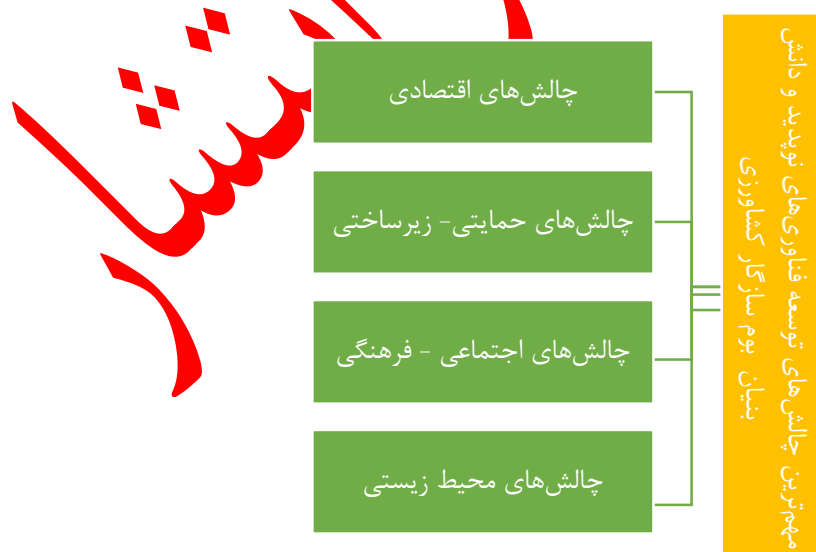 مهم‌ترین چالش‌های توسعه فناوری‌های نوپدید و دانش
بنیان بوم سازگار کشاورزی
چالش‌های اقتصادی
چالش‌های حمایتی- زیرساختی
چالش‌های اجتماعی - فرهنگی
چالش‌های محیط زیستی